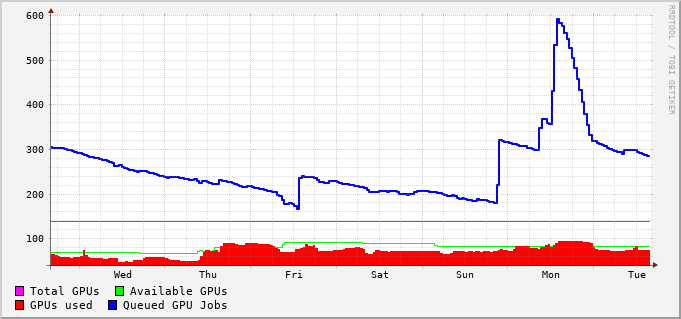 600
500
400
300
200
100
Wed Thu Fri Sat Sun Mon Tue
Total GPUs Available GPUs
GPUs used Queued GPU Jobs
RRDTOOL / TOBI OETIKER